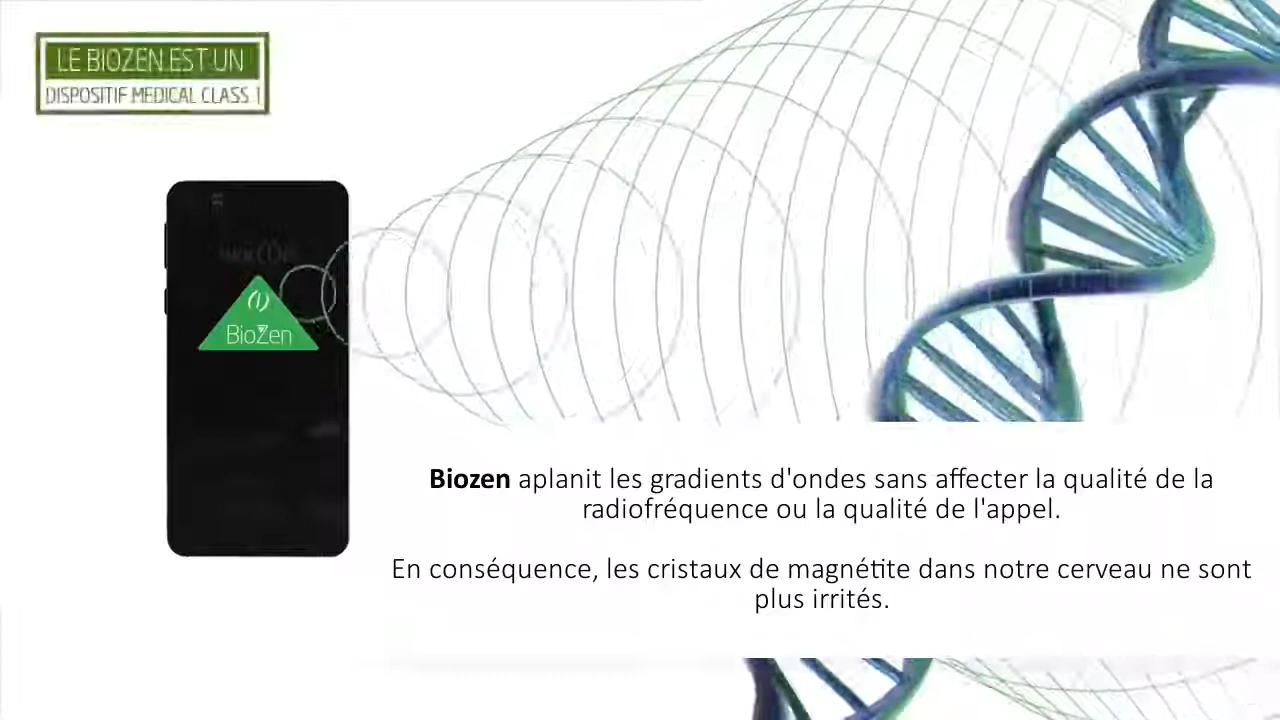 LE BIOZEN EST UN
DISPOSITIF MEDICAL CLASS 1
BioZen
Biozen aplanit les gradients d'ondes sans affecter la qualité de la
radiofréquence ou la qualité de l'appel.
En conséquence, les cristaux de magnétite dans notre cerveau ne sont
plus irrités.